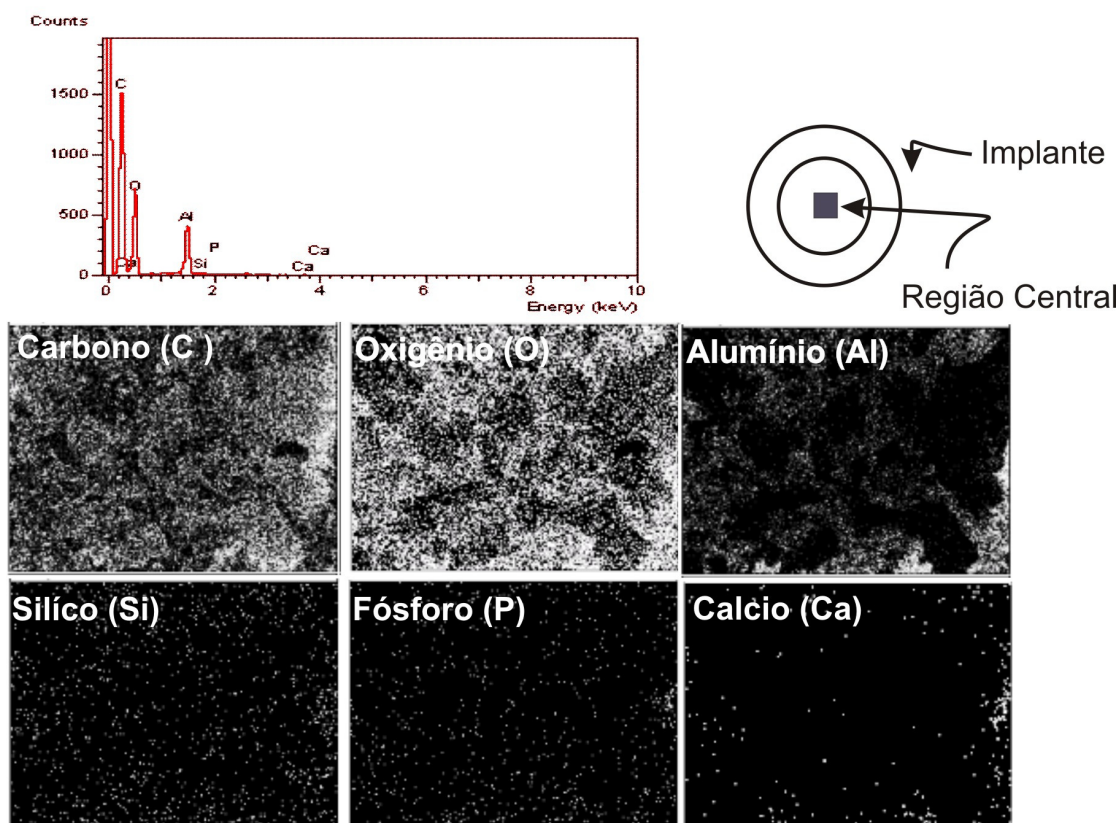 Counts
1500
1000
500
0
C
O
Al
P
Si
Ca
Ca
Ca
0 2 4 6 8 10
Energy (keV)
Implante
Região Central
Carbono (C )
Oxigênio (O)
Alumínio (Al)
Silíco (Si)
Fósforo (P)
Calcio (Ca)